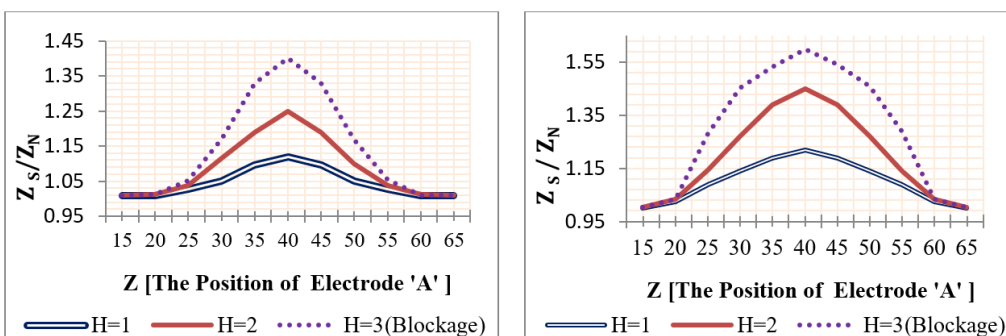 1.45
1.35
1.25
1.15
1.05
0.95
Z S/ZN
15 20 25 30 35 40 45 50 55 60 65
Z [The Position of Electrode 'A' ]
H=1 H=2 H=3(Blockage)
1.55
1.35
1.15
0.95
Z S / ZN
15 20 25 30 35 40 45 50 55 60 65
Z [The Position of Electrode 'A' ]
H=1 H=2 H=3(Blockage)